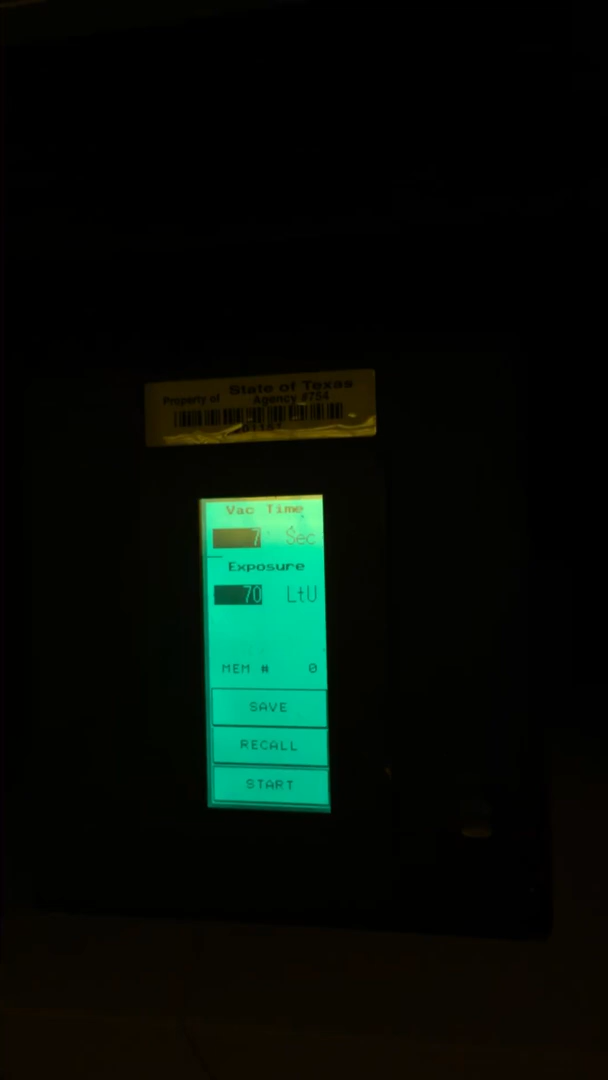 State of Texas
Property of Agency #754
Vac Time
7 Sec
Exposure
70 LtU
MEM # 0
SAVE
RECALL
START